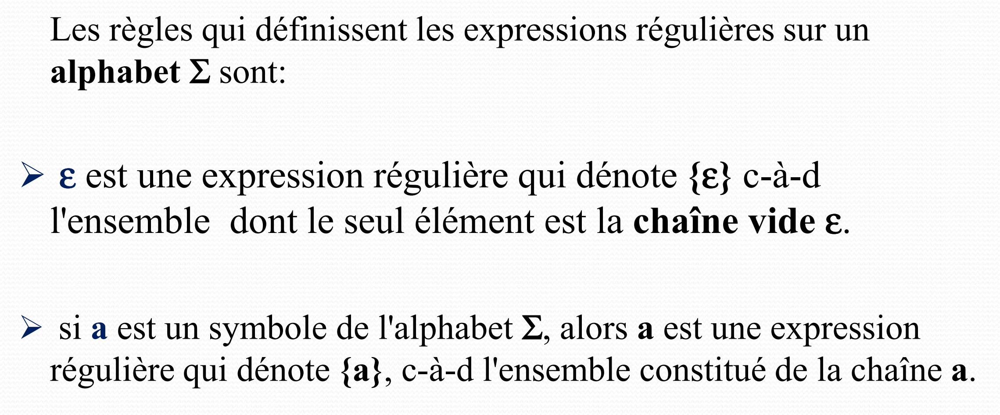 Les règles qui définissent les expressions régulières sur un
alphabet Σ sont:
➢ ε est une expression régulière qui dénote {ε} c-à-d
l'ensemble dont le seul élément est la chaîne vide ε.
➢ si a est un symbole de l'alphabet Σ, alors a est une expression
régulière qui dénote {a}, c-à-d l'ensemble constitué de la chaîne a.